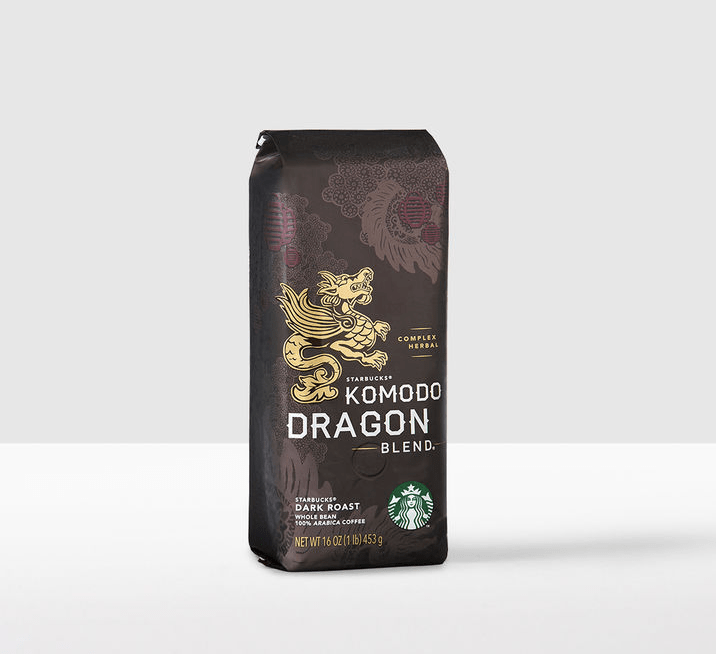 COMPLEX
HERBAL
STARBUCKS®
KOMODO
DRAGON
BLEND®
STARBUCKS®
DARK ROAST
WHOLE BEAN
100% ARABICA COFFEE
NET WT 16 OZ (1 lb) 453 g